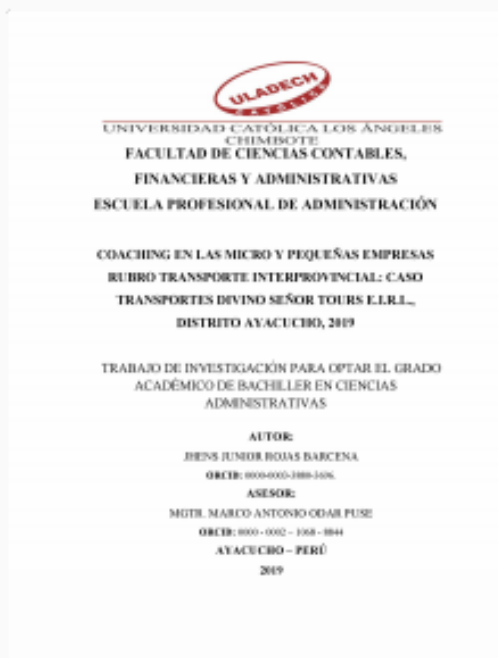 ULADECH
CATÓLICA
UNIVERSIDAD CATÓLICA LOS ÁNGELES
CHIMBOTE
FACULTAD DE CIENCIAS CONTABLES,
FINANCIERAS Y ADMINISTRATIVAS
ESCUELA PROFESIONAL DE ADMINISTRACIÓN
COACHING EN LAS MICRO Y PEQUEÑAS EMPRESAS
RUBRO TRANSPORTE INTERPROVINCIAL: CASO
TRANSPORTES DIVINO SEÑOR TOURS E.I.R.L.,
DISTRITO AYACUCHO, 2019
TRABAJO DE INVESTIGACIÓN PARA OPTAR EL GRADO
ACADÉMICO DE BACHILLER EN CIENCIAS
ADMINISTRATIVAS
AUTOR:
JHENS JUNIOR ROJAS BARCENA
ORCID:
ASESOR:
MGTR. MARCO ANTONIO ODAR PUSE
ORCID: 0000 - 0002 – 1068 - 8844
AYACUCHO – PERÚ
2019